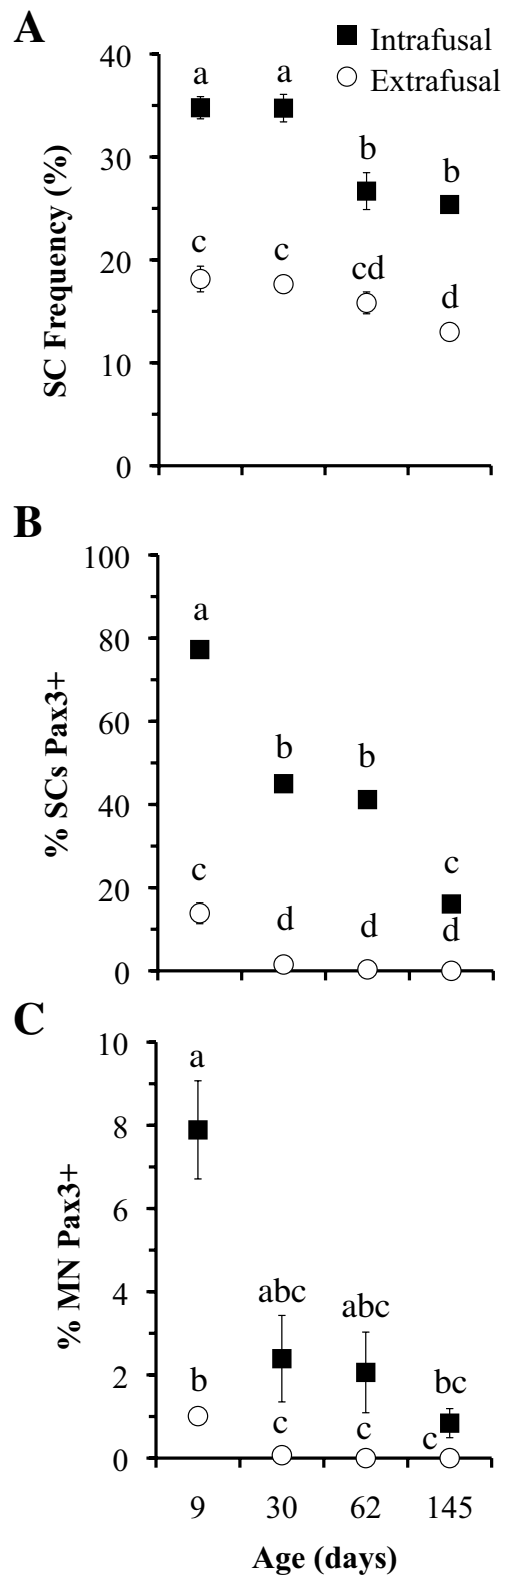 A
Intrafusal
Extrafusal
SC Frequency (%)
40
30
20
10
0
a
a
b
b
c
c
cd
d
B
% SCs Pax3+
100
80
60
40
20
0
a
b
b
c
c
d
d
d
C
% MN Pax3+
10
8
6
4
2
0
a
abc
abc
bc
b
c
c
c
9 30 62 145
Age (days)